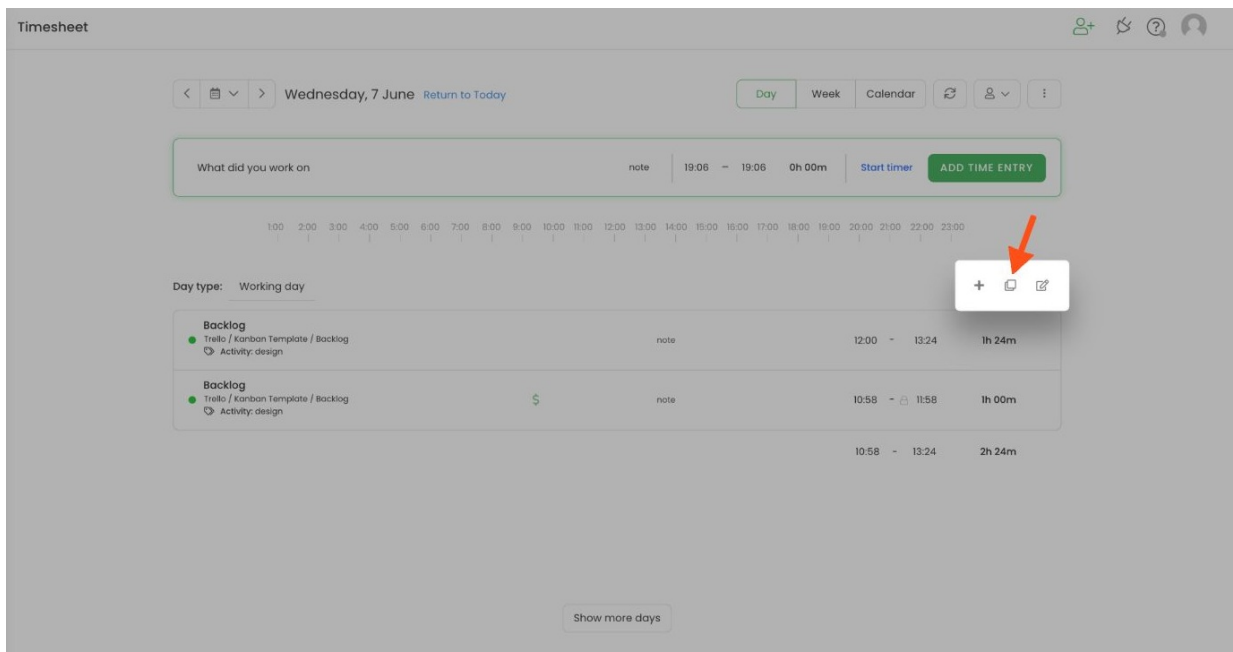 Timesheet
Wednesday, 7 June Return to Today Day Week Calendar
What did you work on note 19:06 – 19:06 0h 00m Start timer ADD TIME ENTRY
1:00 2:00 3:00 4:00 5:00 6:00 7:00 8:00 9:00 10:00 11:00 12:00 13:00 14:00 15:00 16:00 17:00 18:00 19:00 20:00 21:00 22:00 23:00
Day type: Working day
Backlog
Trello / Kanban Template / Backlog note 12:00 - 13:24 1h 24m
Activity: design
Backlog
Trello / Kanban Template / Backlog $ note 10:58 - 11:58 1h 00m
Activity: design
10:58 - 13:24 2h 24m
Show more days